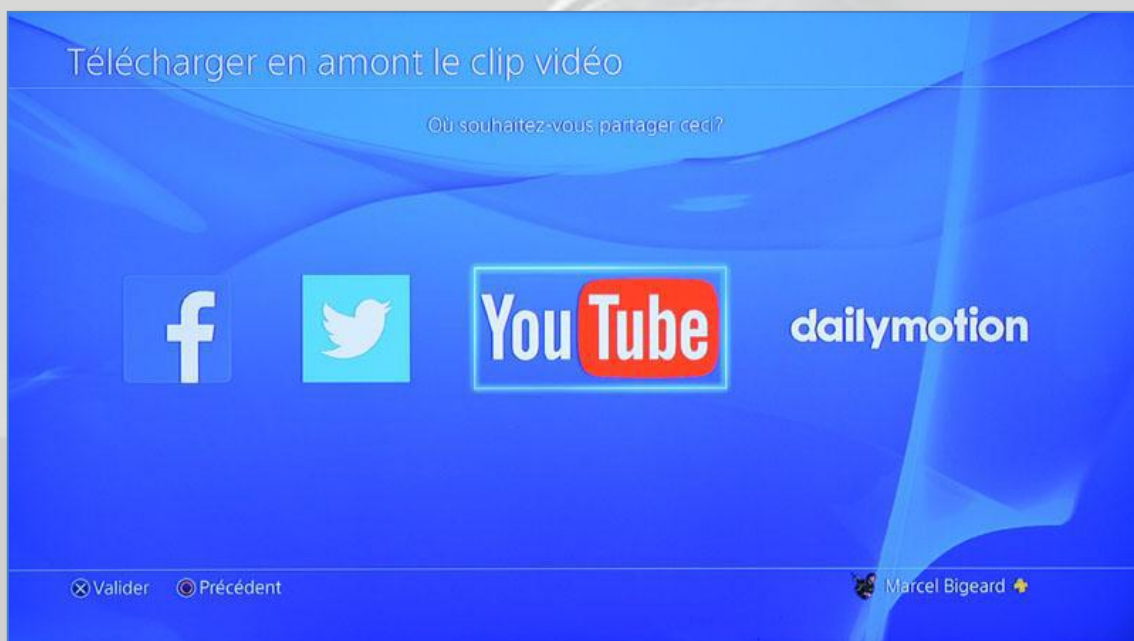 Télécharger en amont le clip vidéo
Où souhaitez-vous partager ceci?
f
YouTube
dailymotion
Valider Précédent Marcel Bigeard